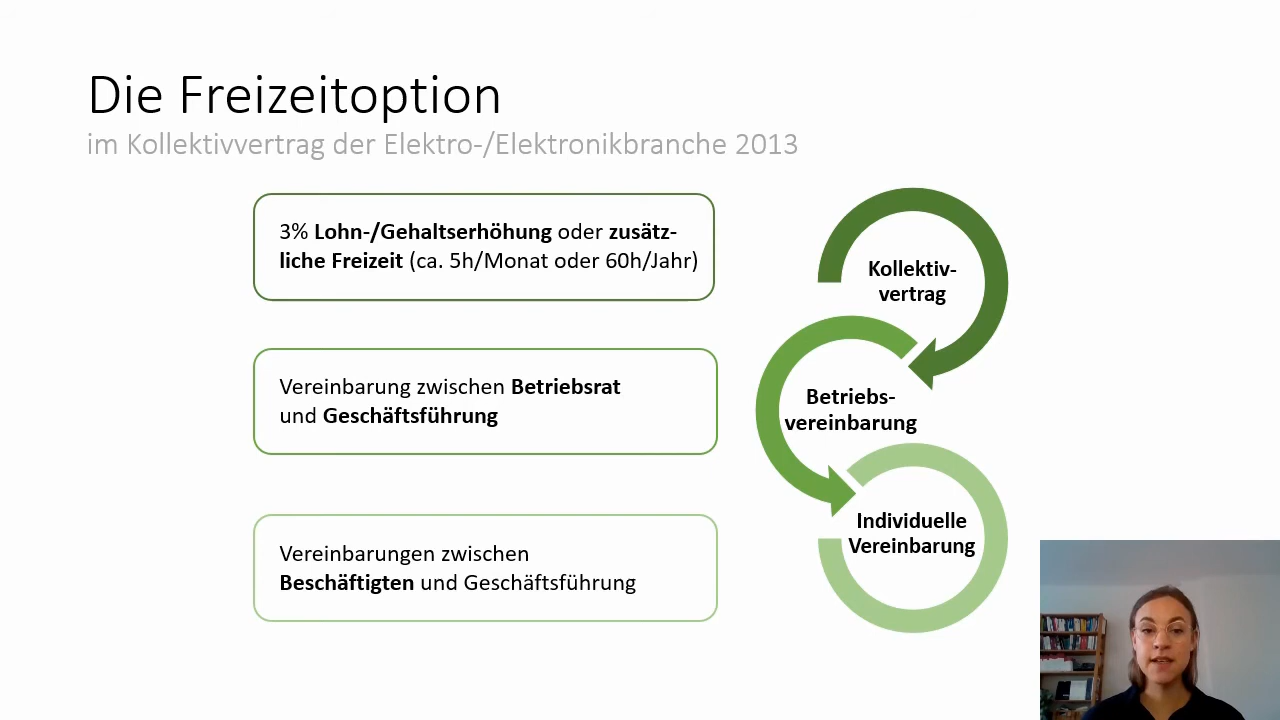 Die Freizeitoption
im Kollektivvertrag der Elektro-/Elektronikbranche 2013
3% Lohn-/Gehaltserhöhung oder zusätz-
liche Freizeit (ca. 5h/Monat oder 60h/Jahr)
Kollektiv-
vertrag
Vereinbarung zwischen Betriebsrat
und Geschäftsführung
Betriebs-
vereinbarung
Vereinbarungen zwischen
Beschäftigten und Geschäftsführung
Individuelle
Vereinbarung